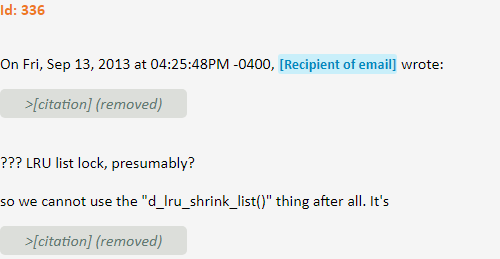 Id: 336
On Fri, Sep 13, 2013 at 04:25:48PM -0400, [Recipient of email] wrote:
>[citation] (removed)
??? LRU list lock, presumably?
so we cannot use the "d_lru_shrink_list()" thing after all. It's
>[citation] (removed)